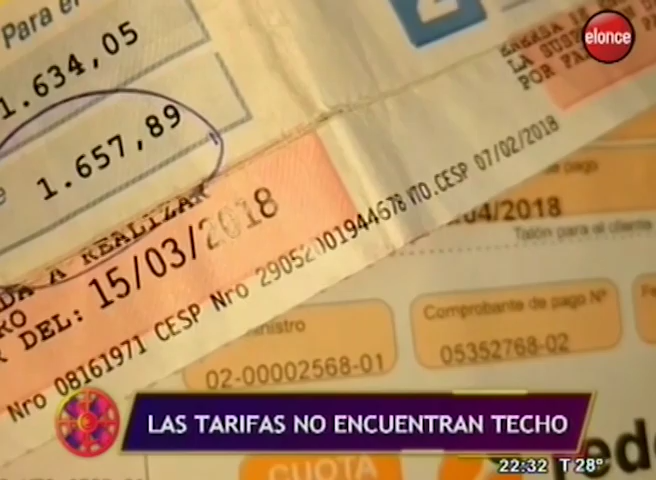 Para el
elonce
1.634,05
1.657,89
LA SUS
POR FA
A REALIZAR
15/03/2018
DEL:
Nro 08161971 CESP Nro 29052001944678 VTO.CESP 07/02/2018
04/2018
Talón para el cliente
Comprobante de pago Nº
02-00002568-01
05352768-02
LAS TARIFAS NO ENCUENTRAN TECHO
CUOTA
22:32 T 28°